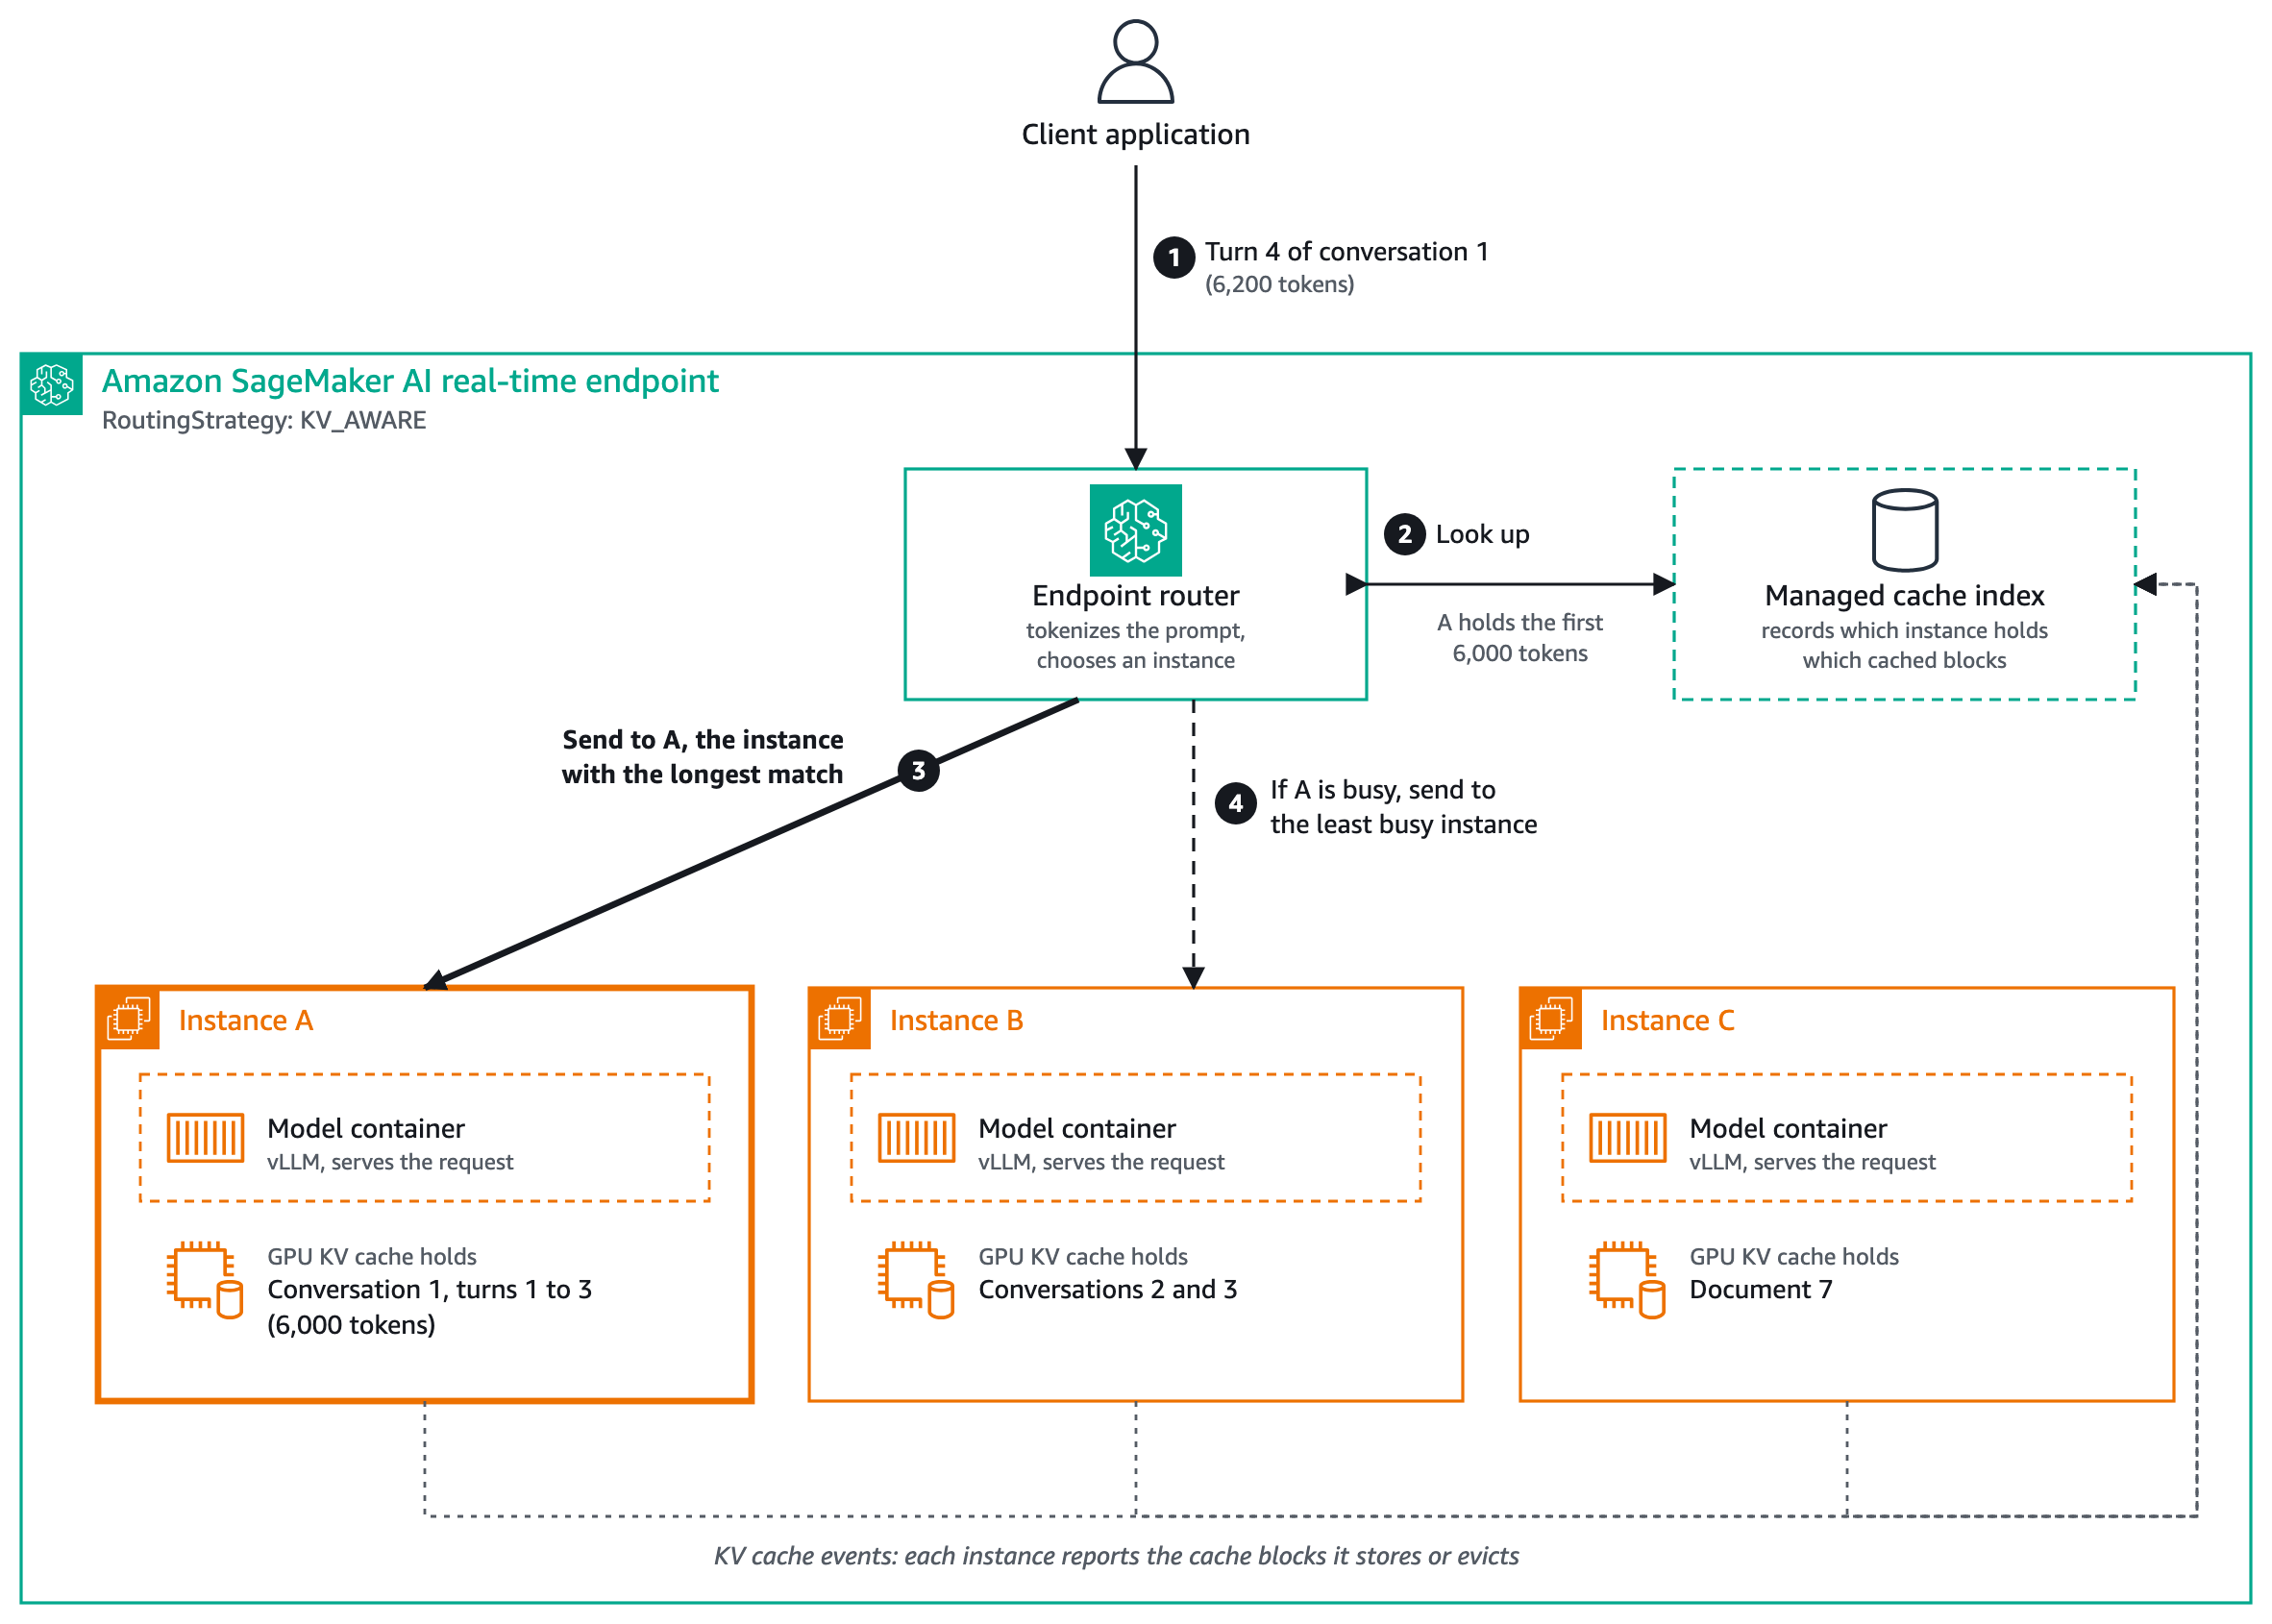 Client application
1
Turn 4 of conversation 1
(6,200 tokens)
Amazon SageMaker AI real-time endpoint
RoutingStrategy: KV_AWARE
Endpoint router
tokenizes the prompt,
chooses an instance
2
Look up
A holds the first
6,000 tokens
Managed cache index
records which instance holds
which cached blocks
Send to A, the instance
with the longest match
3
4
If A is busy, send to
the least busy instance
Instance A
Model container
vLLM, serves the request
GPU KV cache holds
Conversation 1, turns 1 to 3
(6,000 tokens)
Instance B
Model container
vLLM, serves the request
GPU KV cache holds
Conversations 2 and 3
Instance C
Model container
vLLM, serves the request
GPU KV cache holds
Document 7
KV cache events: each instance reports the cache blocks it stores or evicts